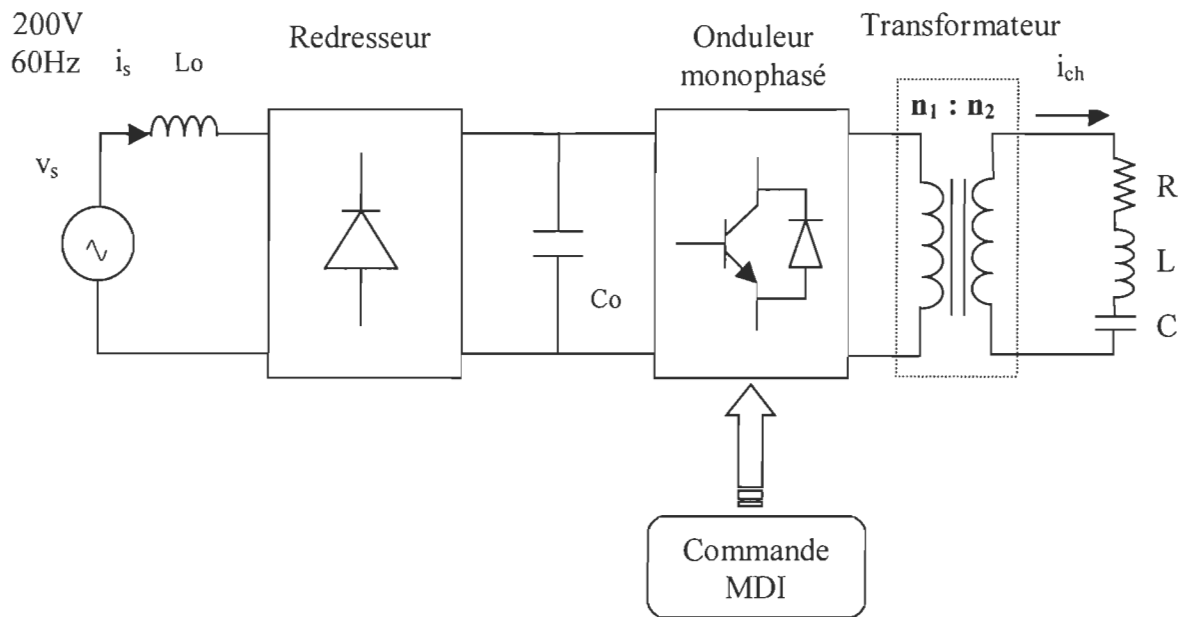 200V
60Hz
i_s
Lo
v_s
Redresseur
Co
Onduleur
monophasé
Transformateur
n₁ : n₂
i_ch
R
L
C
Commande
MDI